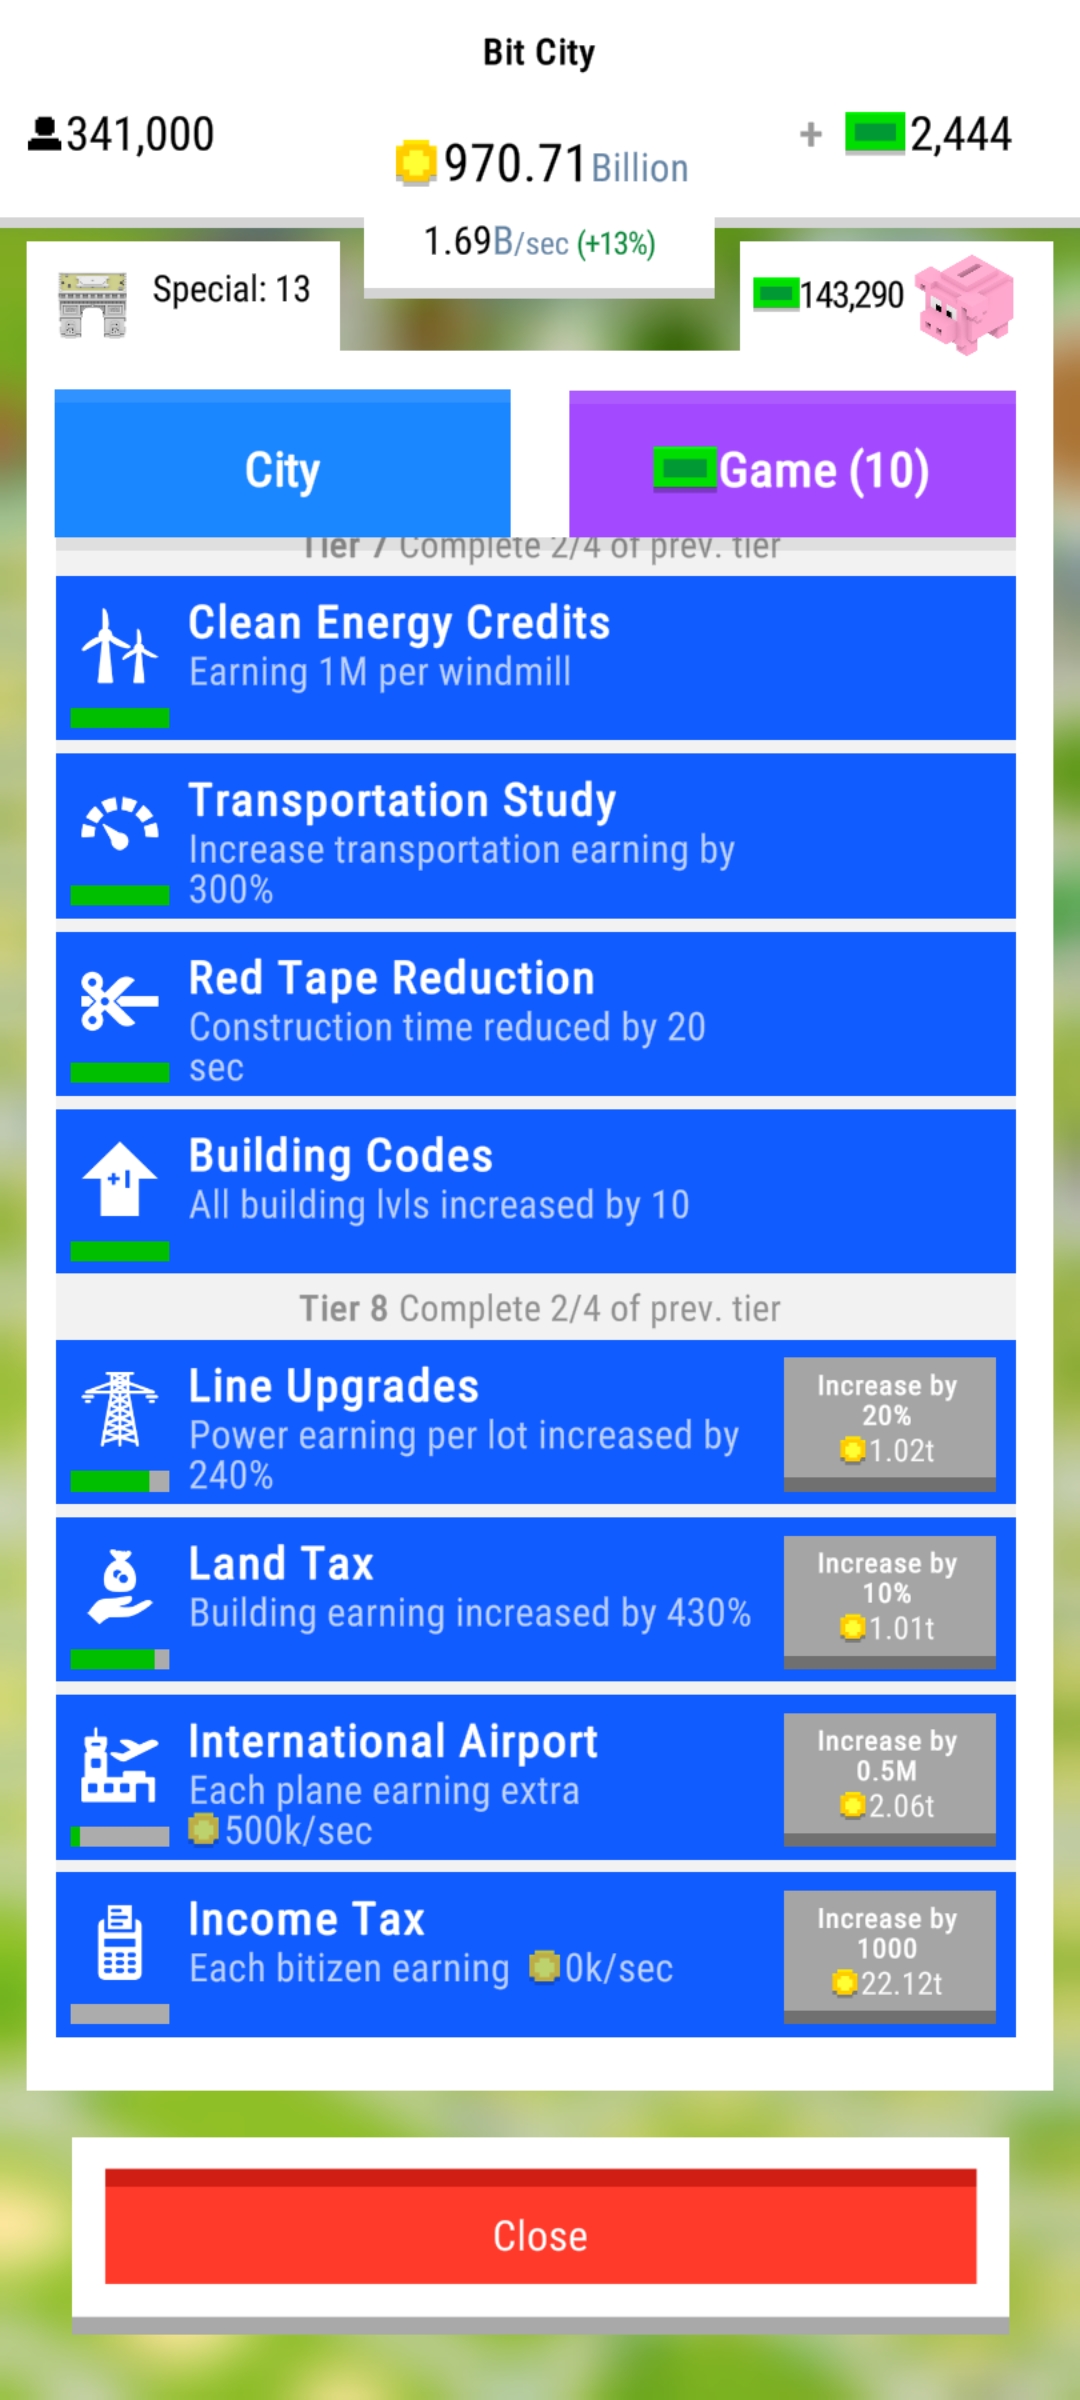 Bit City
341,000
970.71 Billion
+ 2,444
1.69B/sec (+13%)
Special: 13
143,290
City
Game (10)
Tier 7 Complete 2/4 of prev. tier
Clean Energy Credits
Earning 1M per windmill
Transportation Study
Increase transportation earning by
300%
Red Tape Reduction
Construction time reduced by 20
sec
+1
Building Codes
All building lvls increased by 10
Tier 8 Complete 2/4 of prev. tier
Line Upgrades
Power earning per lot increased by
240%
Increase by
20%
1.02t
Land Tax
Building earning increased by 430%
Increase by
10%
1.01t
International Airport
Each plane earning extra
500k/sec
Increase by
0.5M
2.06t
Income Tax
Each bitizen earning 0k/sec
Increase by
1000
22.12t
Close